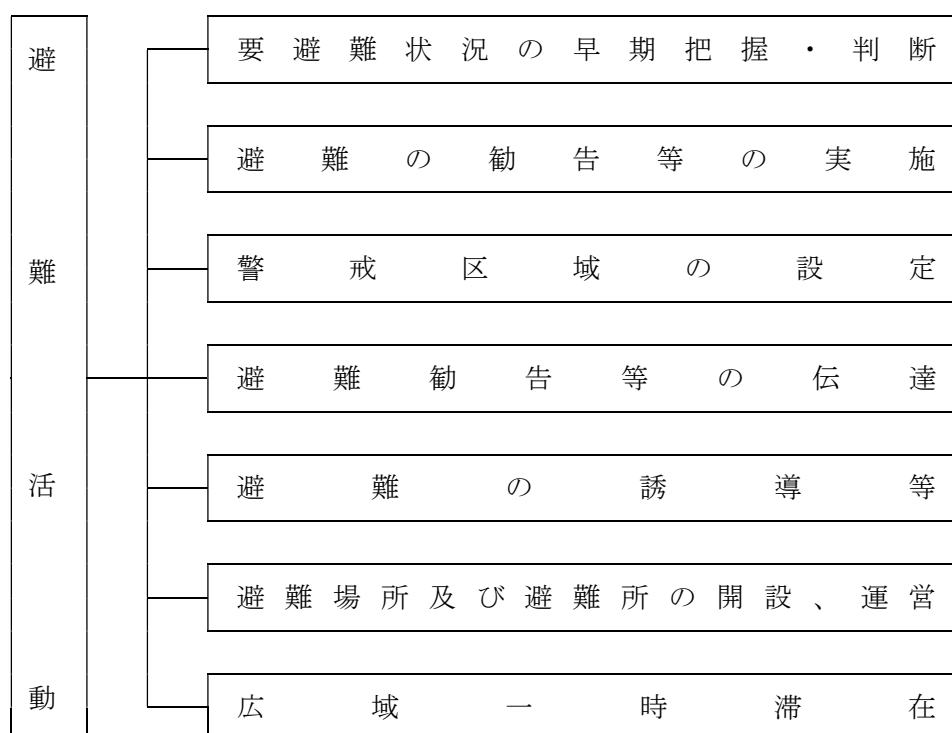 避難活動
要避難状況の早期把握・判断
避難の勧告等の実施
警戒区域の設定
避難勧告等の伝達
避難の誘導等
避難場所及び避難所の開設、運営
広域一時滞在